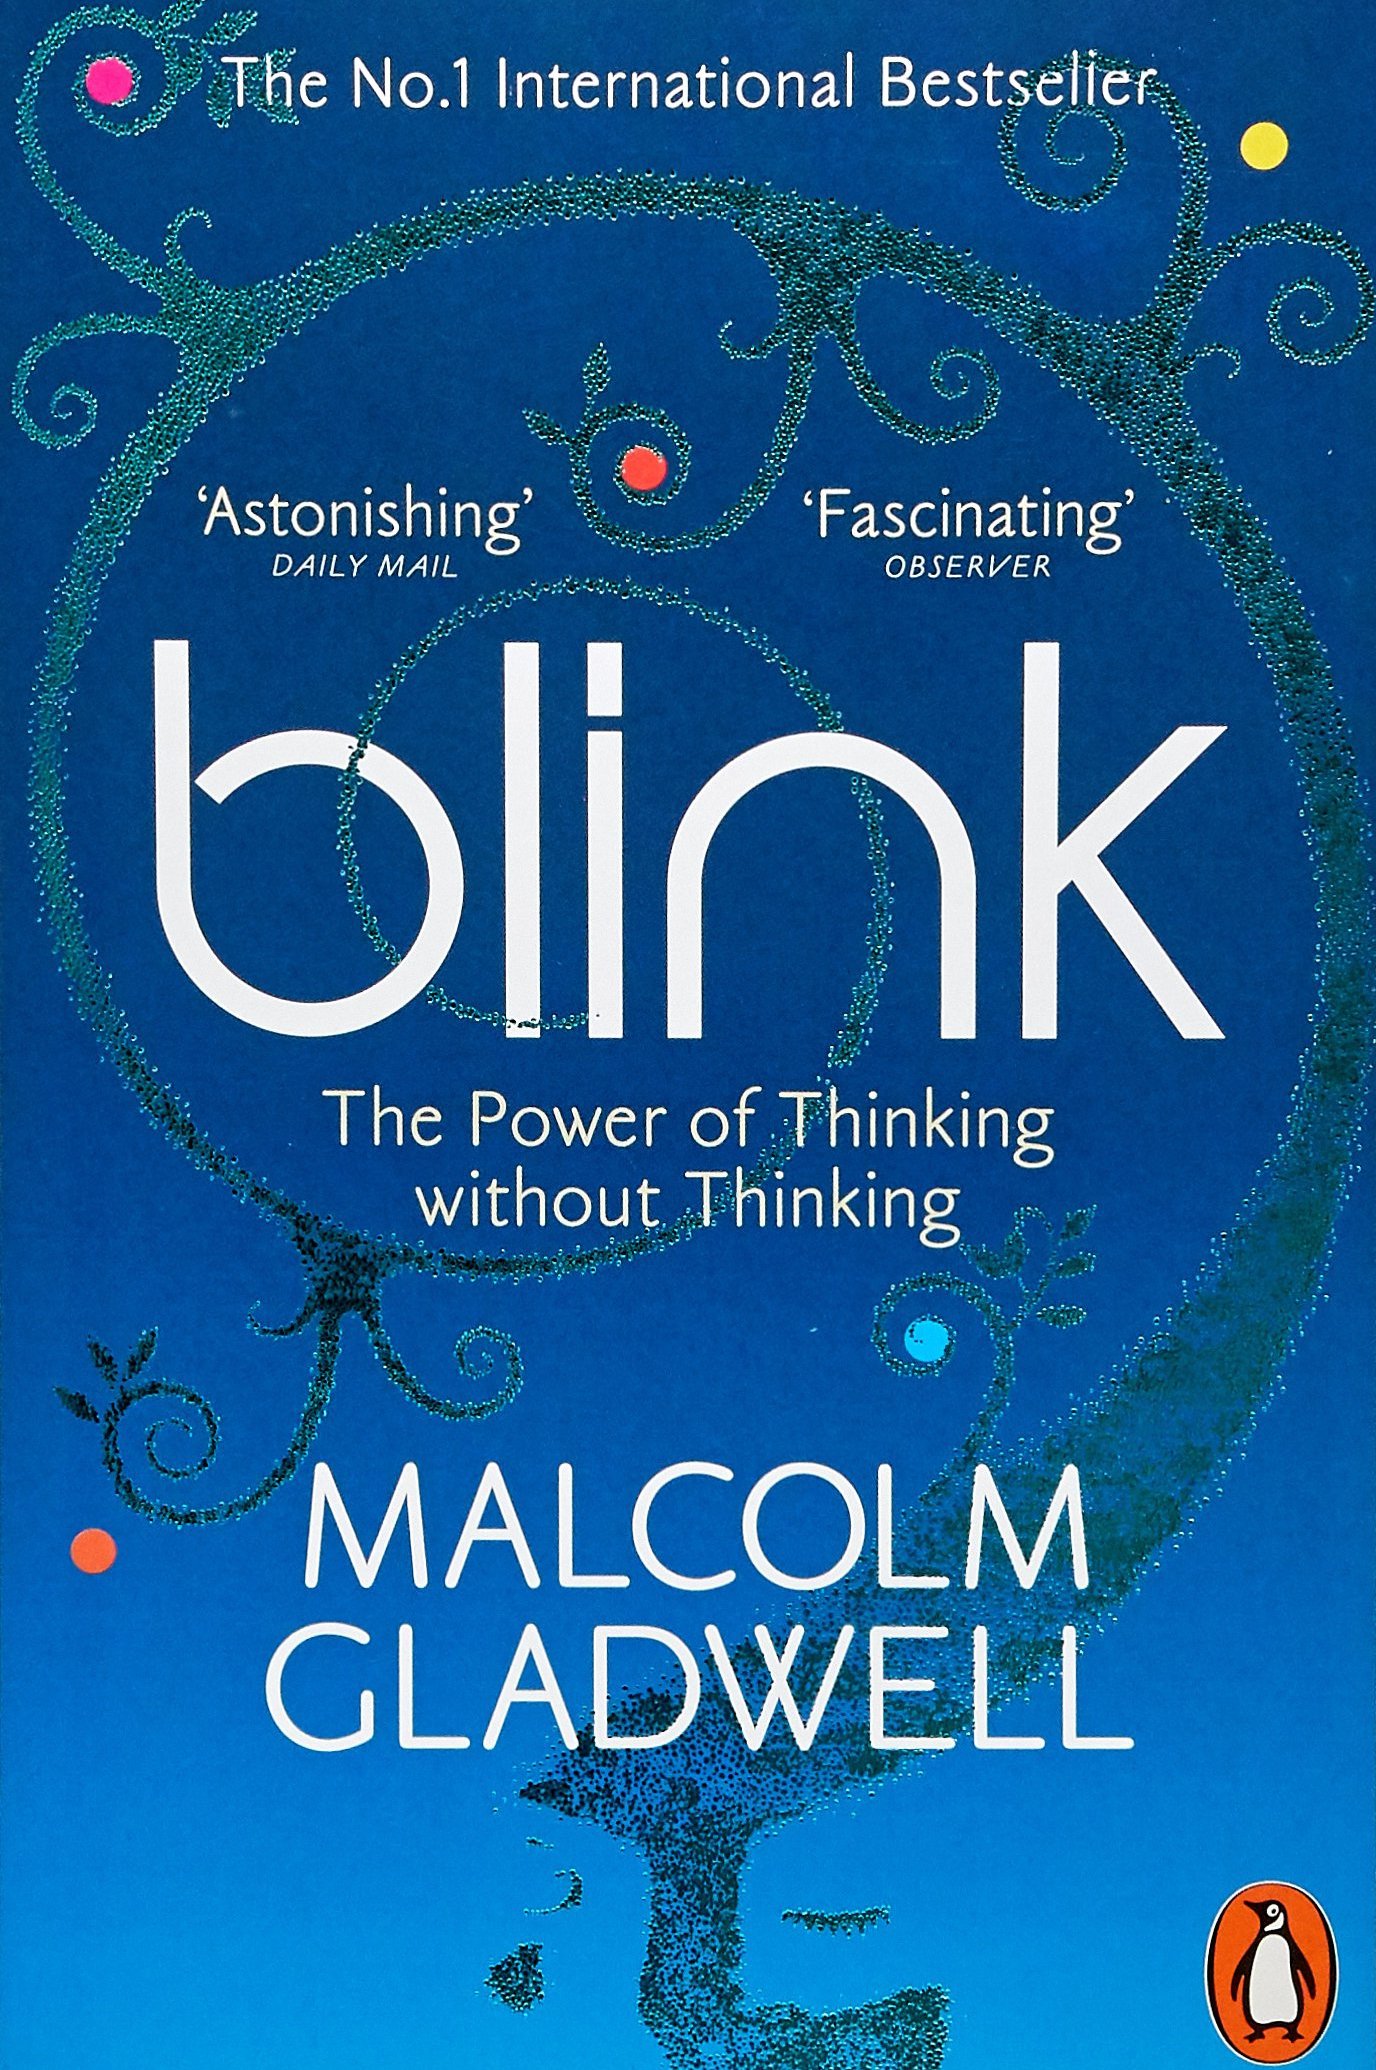 The No.1 International Bestseller
‘Astonishing’
DAILY MAIL
‘Fascinating’
OBSERVER
blink
The Power of Thinking
without Thinking
MALCOLM
GLADWELL